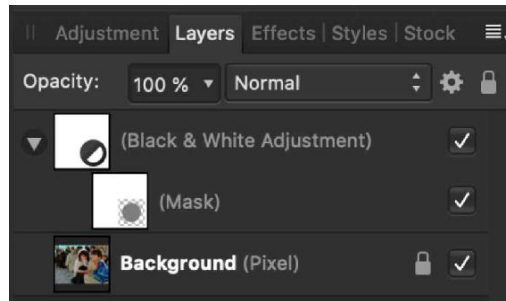 Adjustment Layers Effects | Styles | Stock
Opacity: 100 % Normal
(Black & White Adjustment)
(Mask)
Background (Pixel)